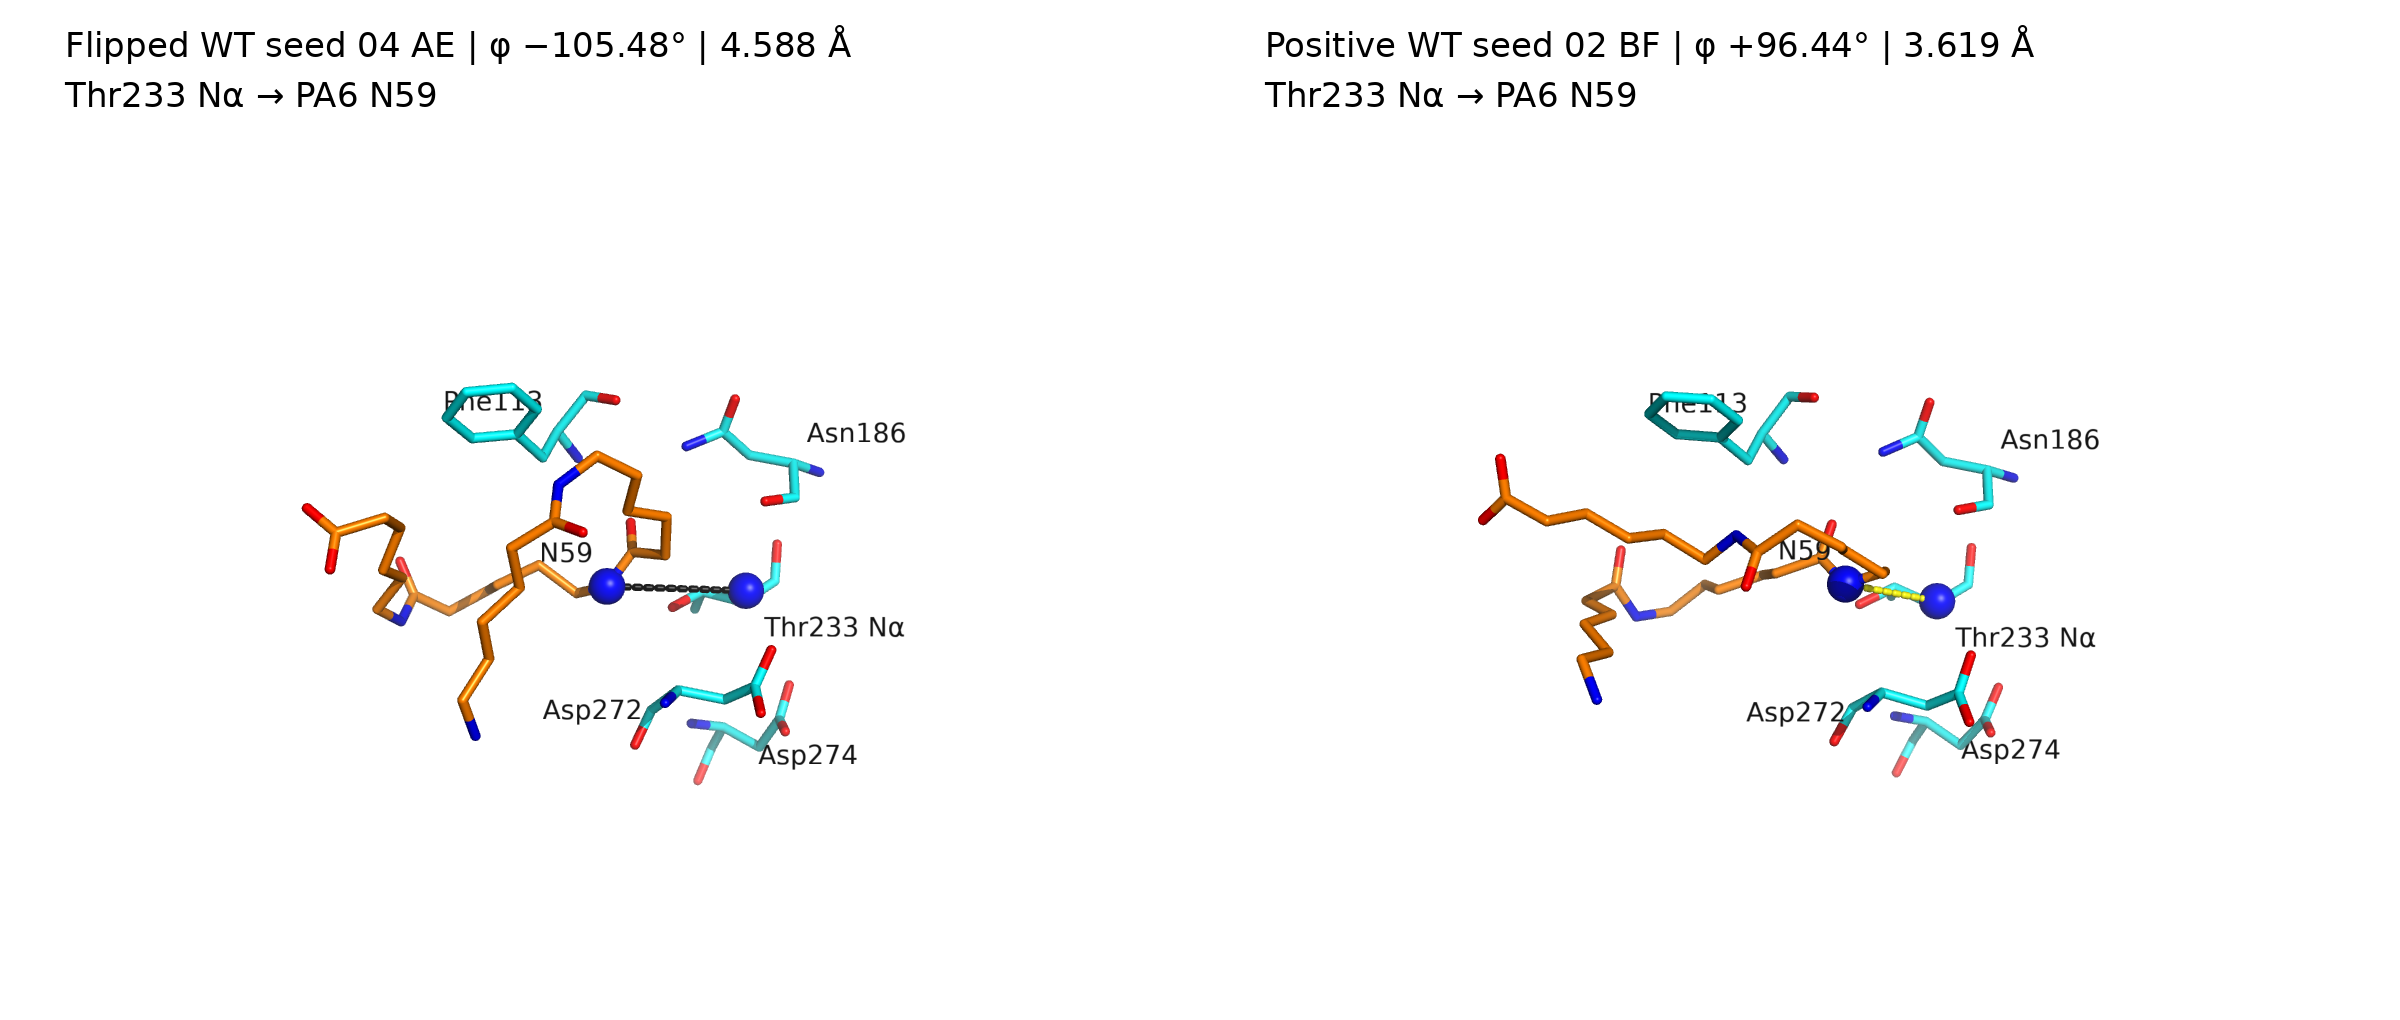 Flipped WT seed 04 AE | φ −105.48° | 4.588 Å
Thr233 Nα → PA6 N59
Phe113
Asn186
N59
Thr233 Nα
Asp272
Asp274
Positive WT seed 02 BF | φ +96.44° | 3.619 Å
Thr233 Nα → PA6 N59
Phe113
Asn186
N59
Thr233 Nα
Asp272
Asp274